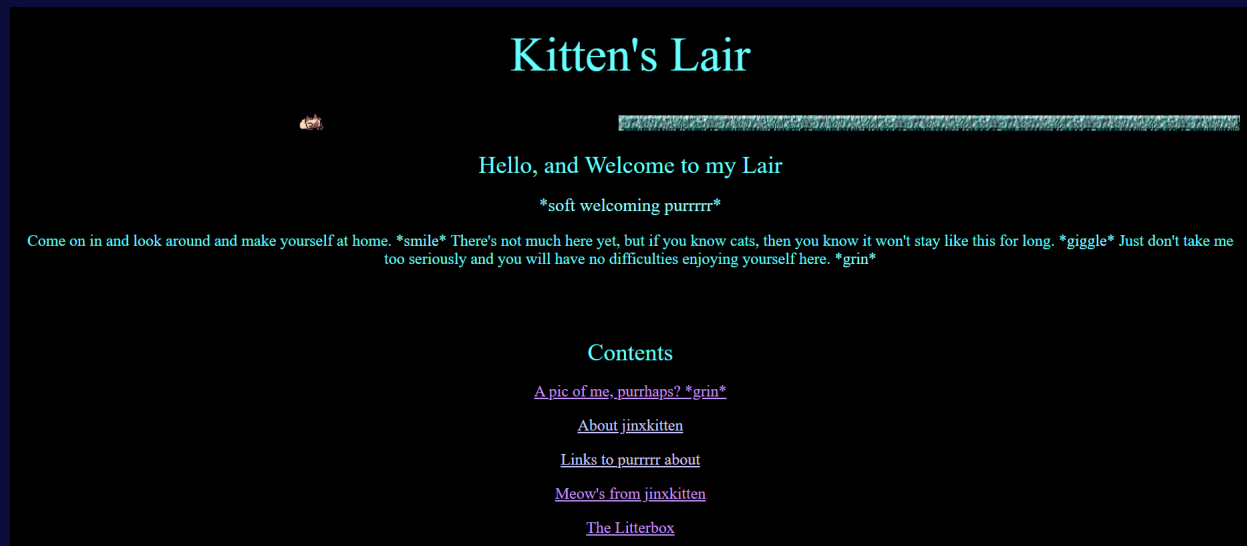 Kitten's Lair
Hello, and Welcome to my Lair
*soft welcoming purrrrr*
Come on in and look around and make yourself at home. *smile* There's not much here yet, but if you know cats, then you know it won't stay like this for long. *giggle* Just don't take me
too seriously and you will have no difficulties enjoying yourself here. *grin*
Contents
A pic of me, purrhaps? *grin*
About jinxkitten
Links to purrrrr about
Meow's from jinxkitten
The Litterbox